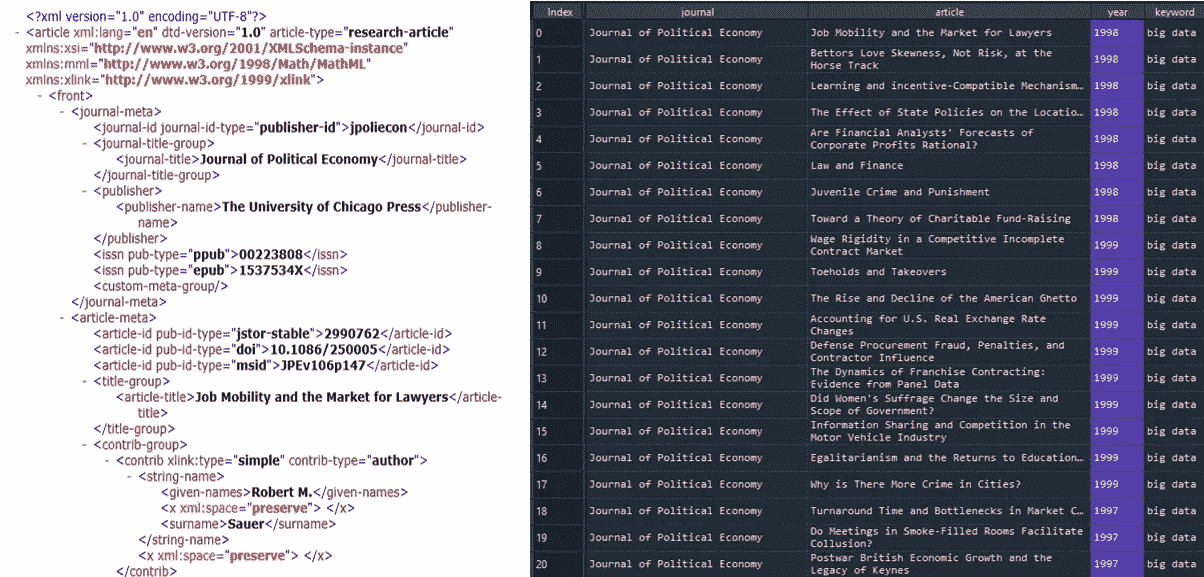 <?xml version="1.0" encoding="UTF-8"?>
- <article xml:lang="en" dtd-version="1.0" article-type="research-article"
xmlns:xsi="http://www.w3.org/2001/XMLSchema-instance"
xmlns:mml="http://www.w3.org/1998/Math/MathML"
xmlns:xlink="http://www.w3.org/1999/xlink">
- <front>
- <journal-meta>
<journal-id journal-id-type="publisher-id">jpoliecon</journal-id>
- <journal-title-group>
<journal-title>Journal of Political Economy</journal-title>
</journal-title-group>
- <publisher>
<publisher-name>The University of Chicago Press</publisher-
name>
</publisher>
<issn pub-type="ppub">00223808</issn>
<issn pub-type="epub">1537534X</issn>
<custom-meta-group/>
</journal-meta>
- <article-meta>
<article-id pub-id-type="jstor-stable">2990762</article-id>
<article-id pub-id-type="doi">10.1086/250005</article-id>
<article-id pub-id-type="msid">JPEv106p147</article-id>
- <title-group>
<article-title>Job Mobility and the Market for Lawyers</article-
title>
</title-group>
- <contrib-group>
- <contrib xlink:type="simple" contrib-type="author">
- <string-name>
<given-names>Robert M.</given-names>
<x xml:space="preserve"> </x>
<surname>Sauer</surname>
</string-name>
<x xml:space="preserve"> </x>
</contrib>
Index journal article year keyword
0 Journal of Political Economy Job Mobility and the Market for Lawyers 1998 big data
1 Journal of Political Economy Bettors Love Skewness, Not Risk, at the
Horse Track 1998 big data
2 Journal of Political Economy Learning and incentive-Compatible Mechanism… 1998 big data
3 Journal of Political Economy The Effect of State Policies on the Locatio… 1998 big data
4 Journal of Political Economy Are Financial Analysts' Forecasts of
Corporate Profits Rational? 1998 big data
5 Journal of Political Economy Law and Finance 1998 big data
6 Journal of Political Economy Juvenile Crime and Punishment 1998 big data
7 Journal of Political Economy Toward a Theory of Charitable Fund-Raising 1998 big data
8 Journal of Political Economy Wage Rigidity in a Competitive Incomplete
Contract Market 1999 big data
9 Journal of Political Economy Toeholds and Takeovers 1999 big data
10 Journal of Political Economy The Rise and Decline of the American Ghetto 1999 big data
11 Journal of Political Economy Accounting for U.S. Real Exchange Rate
Changes 1999 big data
12 Journal of Political Economy Defense Procurement Fraud, Penalties, and
Contractor Influence 1999 big data
13 Journal of Political Economy The Dynamics of Franchise Contracting:
Evidence from Panel Data 1999 big data
14 Journal of Political Economy Did Women's Suffrage Change the Size and
Scope of Government? 1999 big data
15 Journal of Political Economy Information Sharing and Competition in the
Motor Vehicle Industry 1999 big data
16 Journal of Political Economy Egalitarianism and the Returns to Education… 1999 big data
17 Journal of Political Economy Why is There More Crime in Cities? 1999 big data
18 Journal of Political Economy Turnaround Time and Bottlenecks in Market C… 1997 big data
19 Journal of Political Economy Do Meetings in Smoke-Filled Rooms Facilitate
Collusion? 1997 big data
20 Journal of Political Economy Postwar British Economic Growth and the
Legacy of Keynes 1997 big data